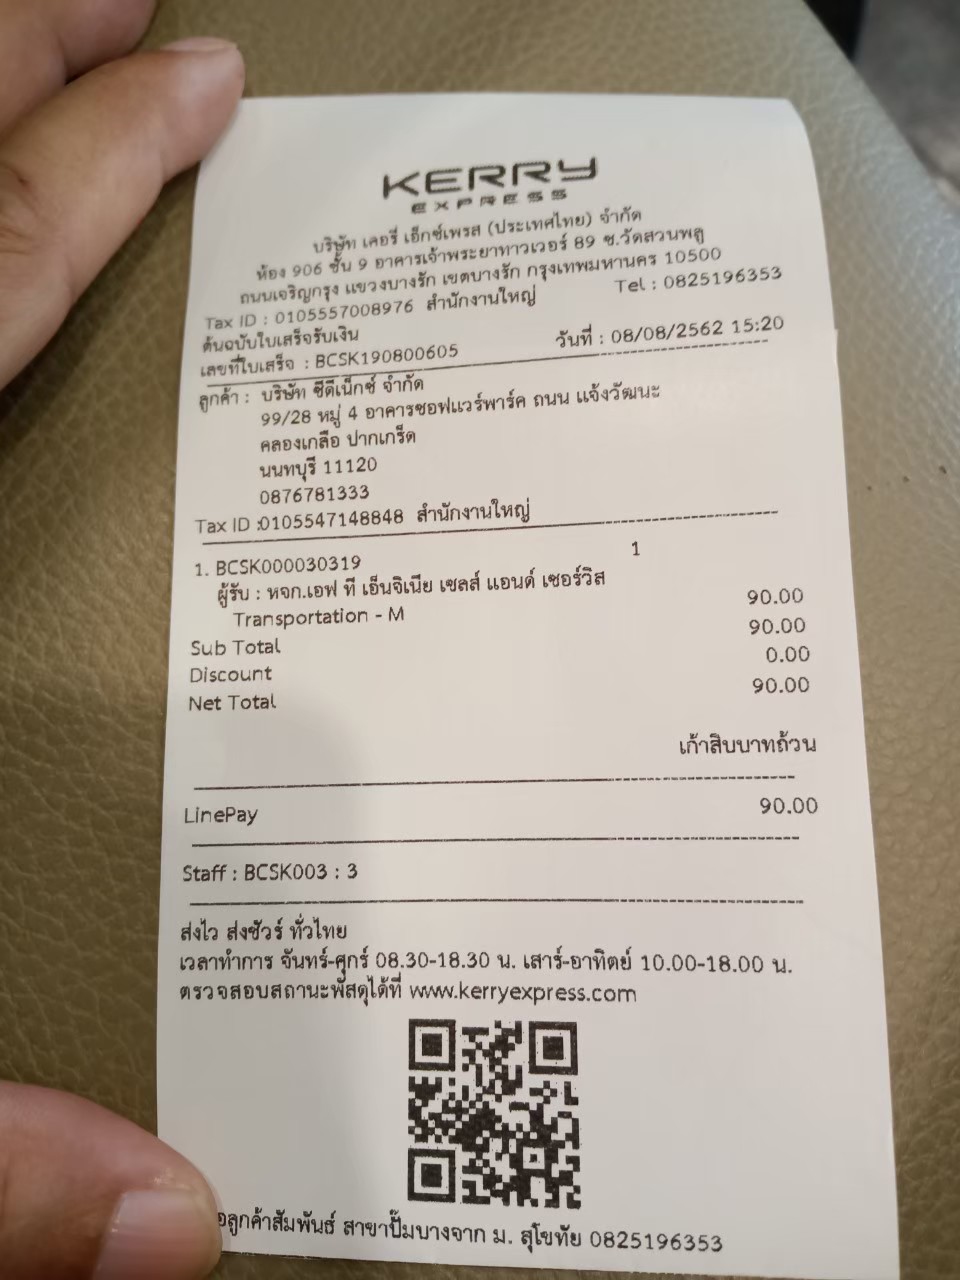 KERRY
EXPRESS
บริษัท เคอรี่ เอ็กซ์เพรส (ประเทศไทย) จำกัด
ห้อง 906 ชั้น 9 อาคารเจ้าพระยาทาวเวอร์ 89 ซ.วัดสวนพลู
ถนนเจริญกรุง แขวงบางรัก เขตบางรัก กรุงเทพมหานคร 10500
Tax ID : 0105557008976 สำนักงานใหญ่ Tel : 0825196353
ต้นฉบับใบเสร็จรับเงิน
เลขที่ใบเสร็จ : BCSK190800605 วันที่ : 08/08/2562 15:20
ลูกค้า : บริษัท ซีดีเน็กซ์ จำกัด
99/28 หมู่ 4 อาคารซอฟแวร์พาร์ค ถนน แจ้งวัฒนะ
คลองเกลือ ปากเกร็ด
นนทบุรี 11120
0876781333
Tax ID :0105547148848 สำนักงานใหญ่
1. BCSK000030319 1
ผู้รับ : หจก.เอฟ ที เอ็นจิเนีย เซลส์ แอนด์ เซอร์วิส
Transportation - M 90.00
Sub Total 90.00
Discount 0.00
Net Total 90.00
เก้าสิบบาทถ้วน
LinePay 90.00
Staff : BCSK003 : 3
ส่งไว ส่งชัวร์ ทั่วไทย
เวลาทำการ จันทร์-ศุกร์ 08.30-18.30 น. เสาร์-อาทิตย์ 10.00-18.00 น.
ตรวจสอบสถานะพัสดุได้ที่ www.kerryexpress.com
อลูกค้าสัมพันธ์ สาขาปั๊มบางจาก ม. สุโขทัย 0825196353